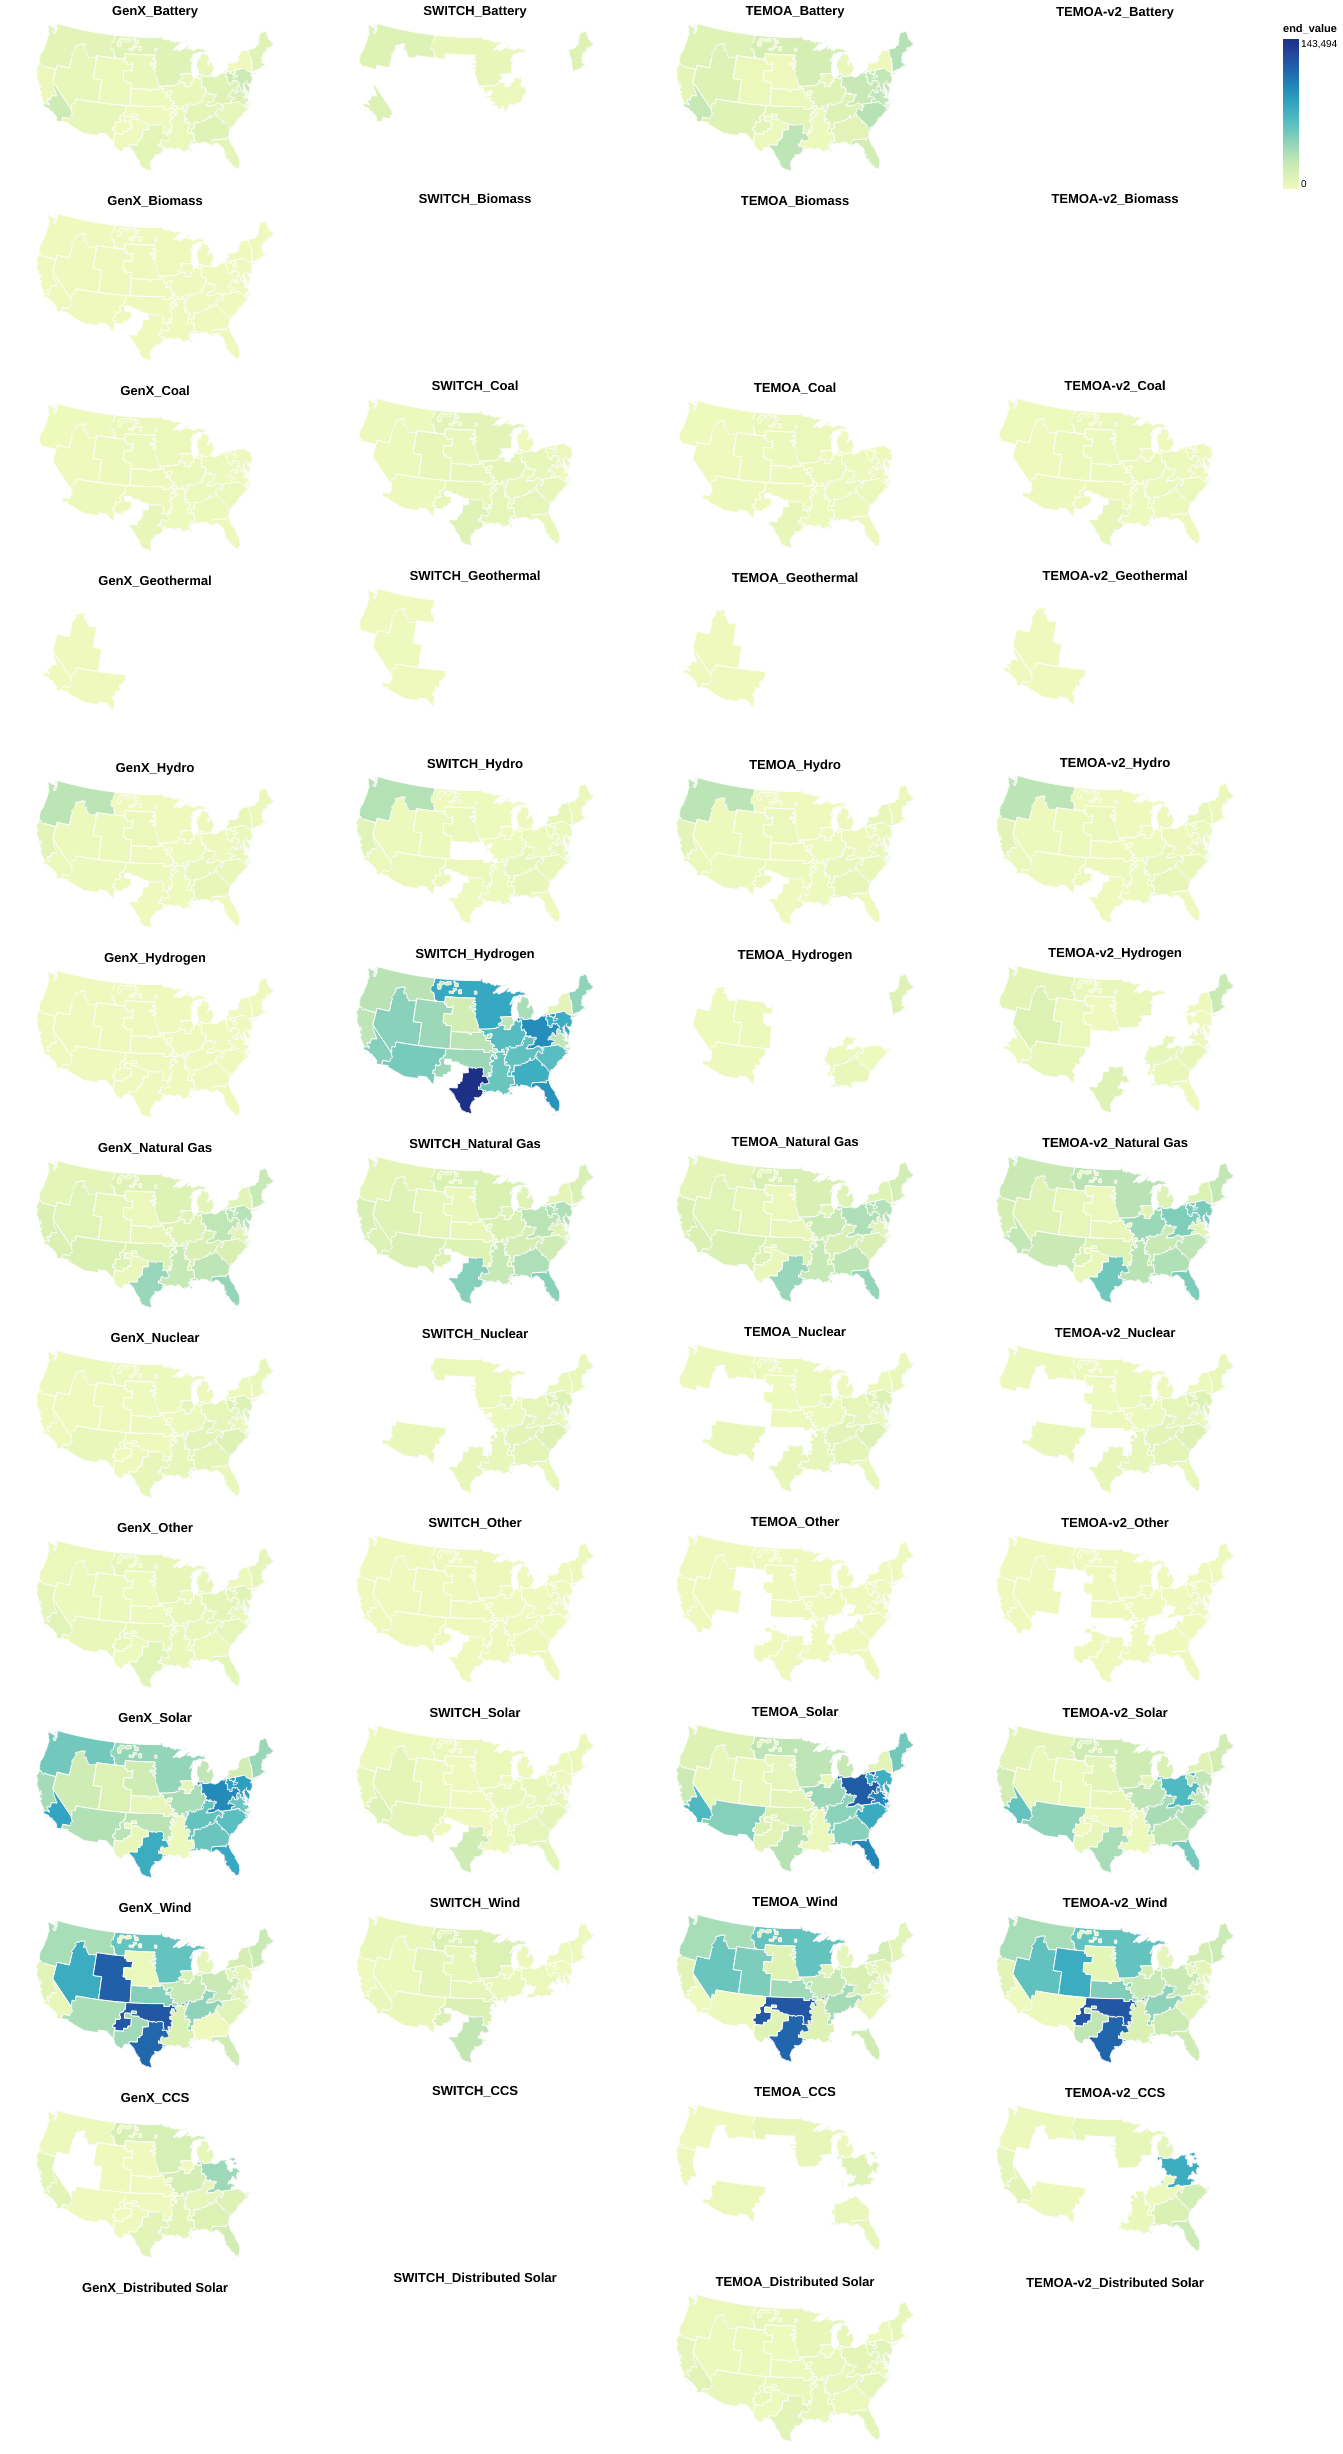 GenX_Battery
SWITCH_Battery
TEMOA_Battery
TEMOA-v2_Battery
end_value
143,494
0
GenX_Biomass
SWITCH_Biomass
TEMOA_Biomass
TEMOA-v2_Biomass
GenX_Coal
SWITCH_Coal
TEMOA_Coal
TEMOA-v2_Coal
GenX_Geothermal
SWITCH_Geothermal
TEMOA_Geothermal
TEMOA-v2_Geothermal
GenX_Hydro
SWITCH_Hydro
TEMOA_Hydro
TEMOA-v2_Hydro
GenX_Hydrogen
SWITCH_Hydrogen
TEMOA_Hydrogen
TEMOA-v2_Hydrogen
GenX_Natural Gas
SWITCH_Natural Gas
TEMOA_Natural Gas
TEMOA-v2_Natural Gas
GenX_Nuclear
SWITCH_Nuclear
TEMOA_Nuclear
TEMOA-v2_Nuclear
GenX_Other
SWITCH_Other
TEMOA_Other
TEMOA-v2_Other
GenX_Solar
SWITCH_Solar
TEMOA_Solar
TEMOA-v2_Solar
GenX_Wind
SWITCH_Wind
TEMOA_Wind
TEMOA-v2_Wind
GenX_CCS
SWITCH_CCS
TEMOA_CCS
TEMOA-v2_CCS
GenX_Distributed Solar
SWITCH_Distributed Solar
TEMOA_Distributed Solar
TEMOA-v2_Distributed Solar